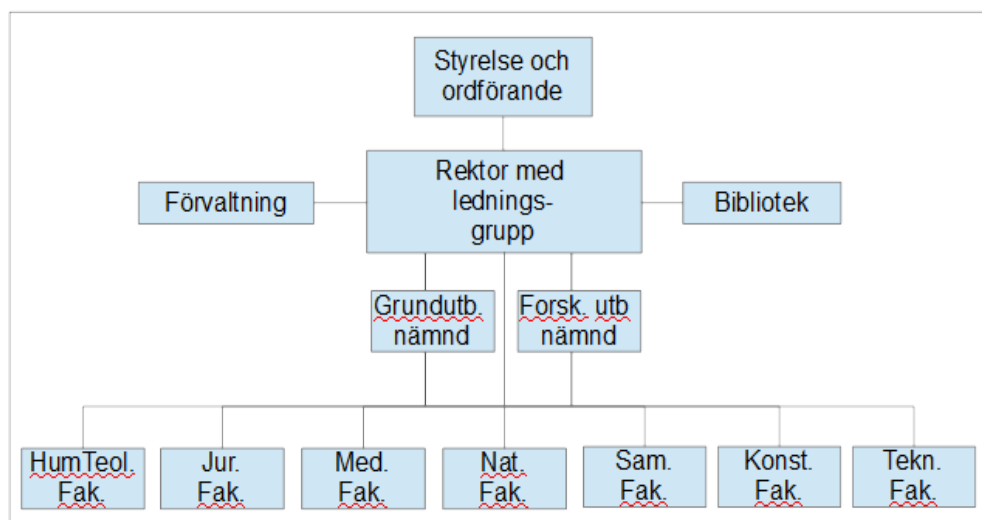 Styrelse och
ordförande
Rektor med
lednings-
grupp
Förvaltning
Bibliotek
Grundutb.
nämnd
Forsk. utb
nämnd
HumTeol.
Fak.
Jur.
Fak.
Med.
Fak.
Nat.
Fak.
Sam.
Fak.
Konst.
Fak.
Tekn.
Fak.